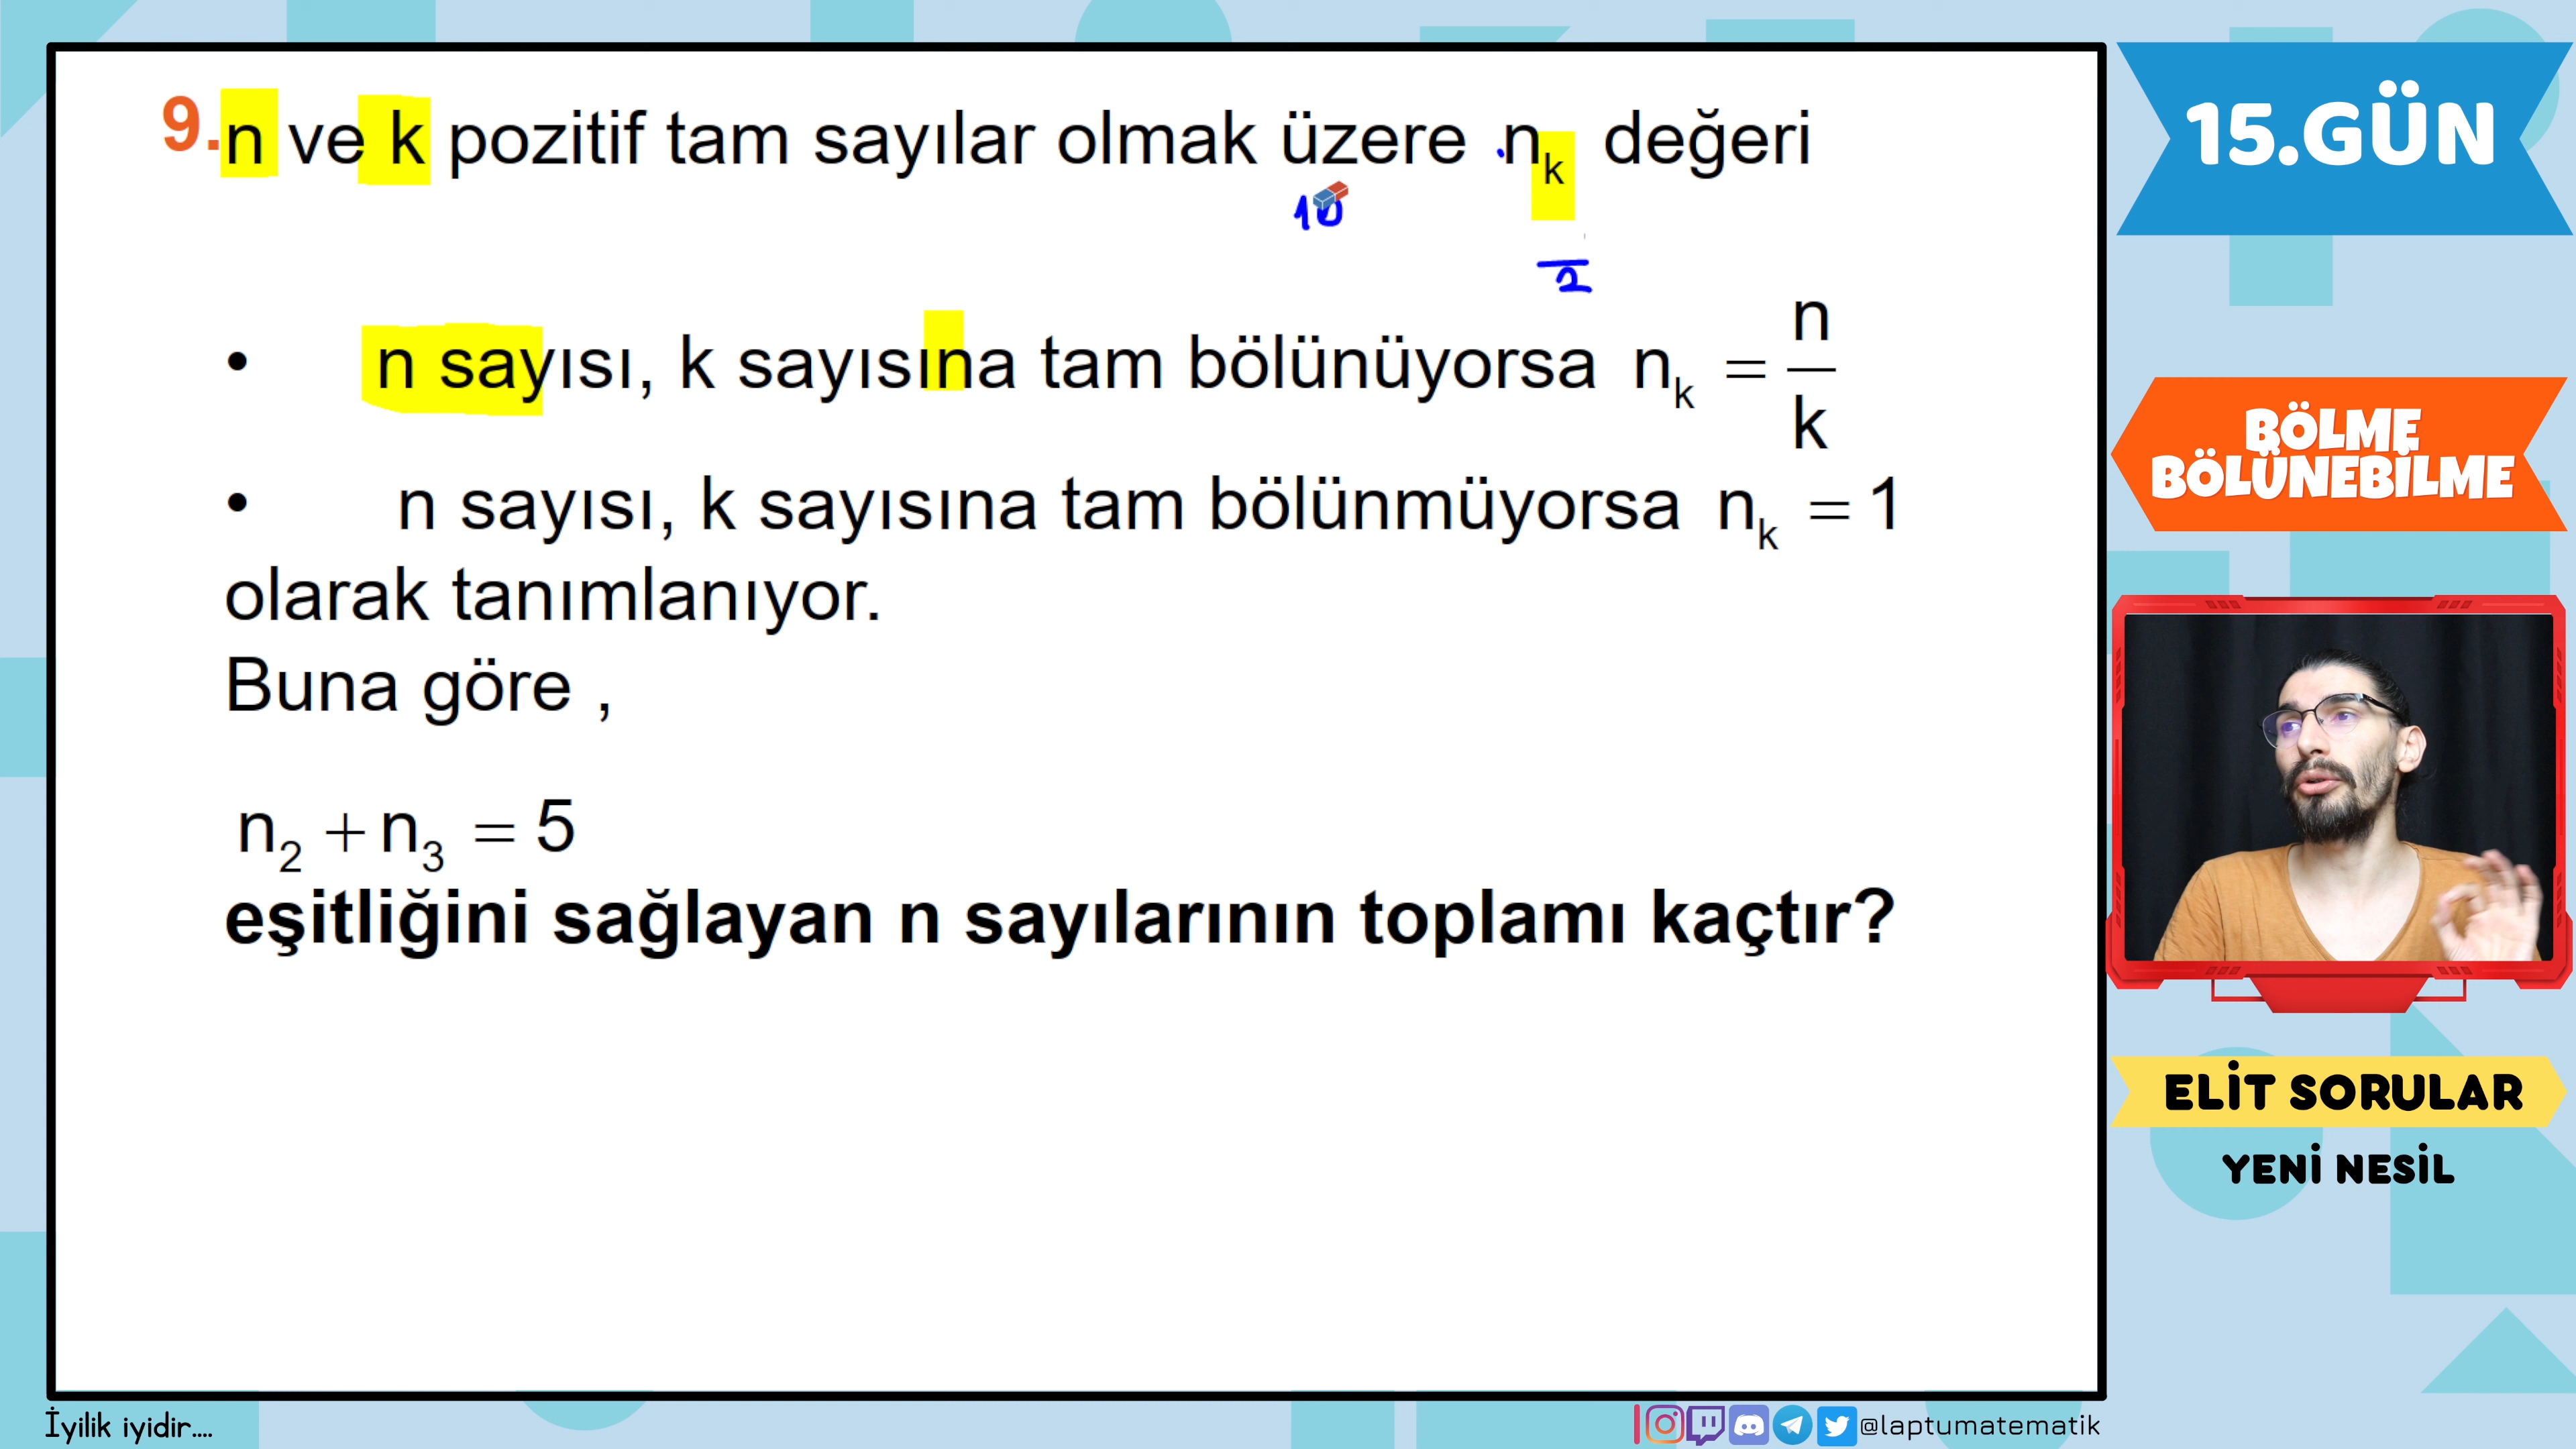 9. n ve k pozitif tam sayılar olmak üzere n_k değeri
10
2
• n sayısı, k sayısına tam bölünüyorsa n_k = n/k
• n sayısı, k sayısına tam bölünmüyorsa n_k = 1
olarak tanımlanıyor.
Buna göre ,
n_2 + n_3 = 5
eşitliğini sağlayan n sayılarının toplamı kaçtır?
15.GÜN
BÖLME
BÖLÜNEBİLME
ELİT SORULAR
YENİ NESİL
İyilik iyidir....
@laptumatematik